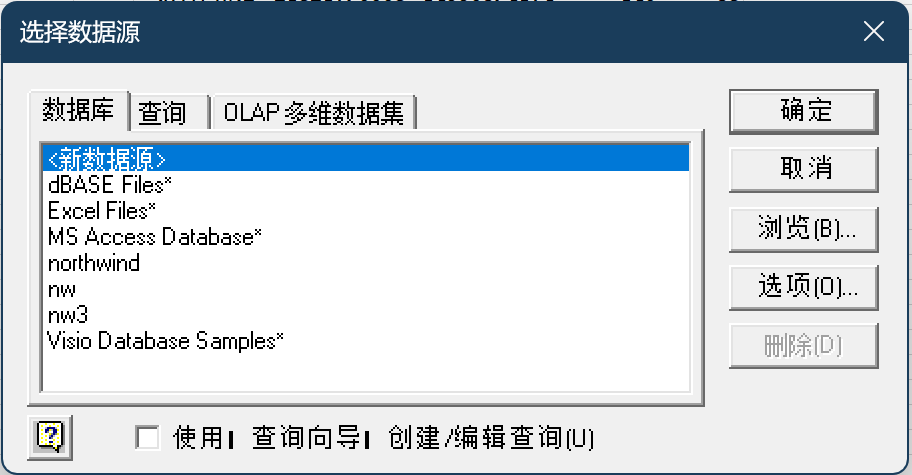 选择数据源
数据库 查询 OLAP 多维数据集
<新数据源>
dBASE Files*
Excel Files*
MS Access Database*
northwind
nw
nw3
Visio Database Samples*
确定
取消
浏览(B)...
选项(O)...
删除(D)
使用 查询向导 创建/编辑查询(U)